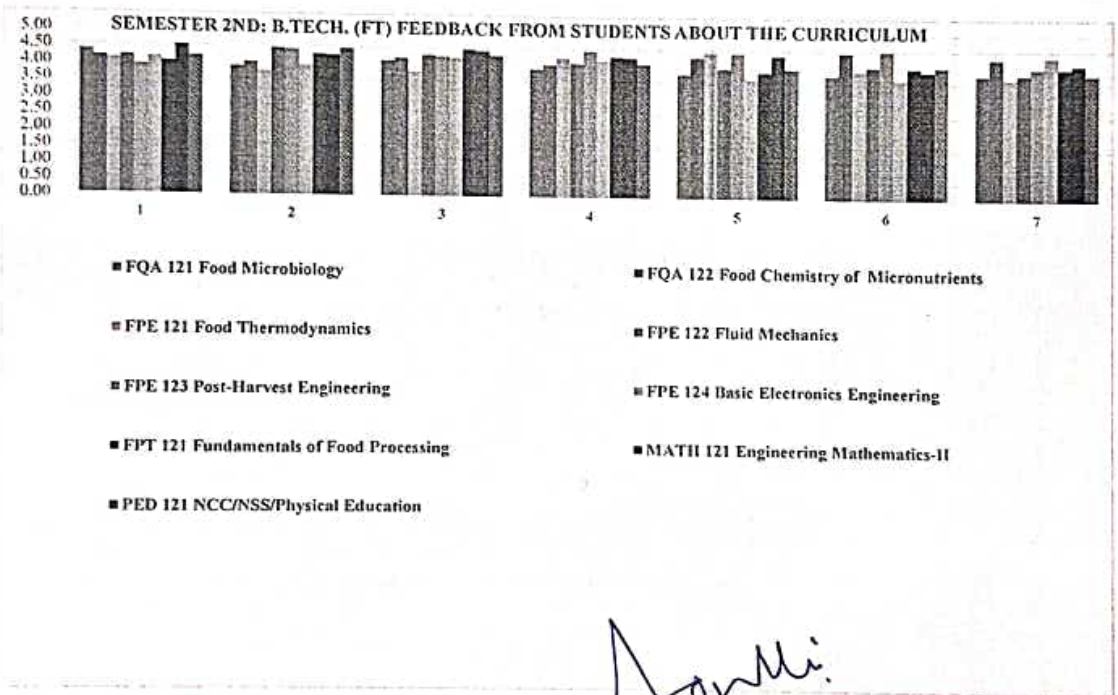 SEMESTER 2ND: B.TECH. (FT) FEEDBACK FROM STUDENTS ABOUT THE CURRICULUM
5.00
4.50
4.00
3.50
3.00
2.50
2.00
1.50
1.00
0.50
0.00
1 2 3 4 5 6 7
FQA 121 Food Microbiology
FQA 122 Food Chemistry of Micronutrients
FPE 121 Food Thermodynamics
FPE 122 Fluid Mechanics
FPE 123 Post-Harvest Engineering
FPE 124 Basic Electronics Engineering
FPT 121 Fundamentals of Food Processing
MATH 121 Engineering Mathematics-II
PED 121 NCC/NSS/Physical Education